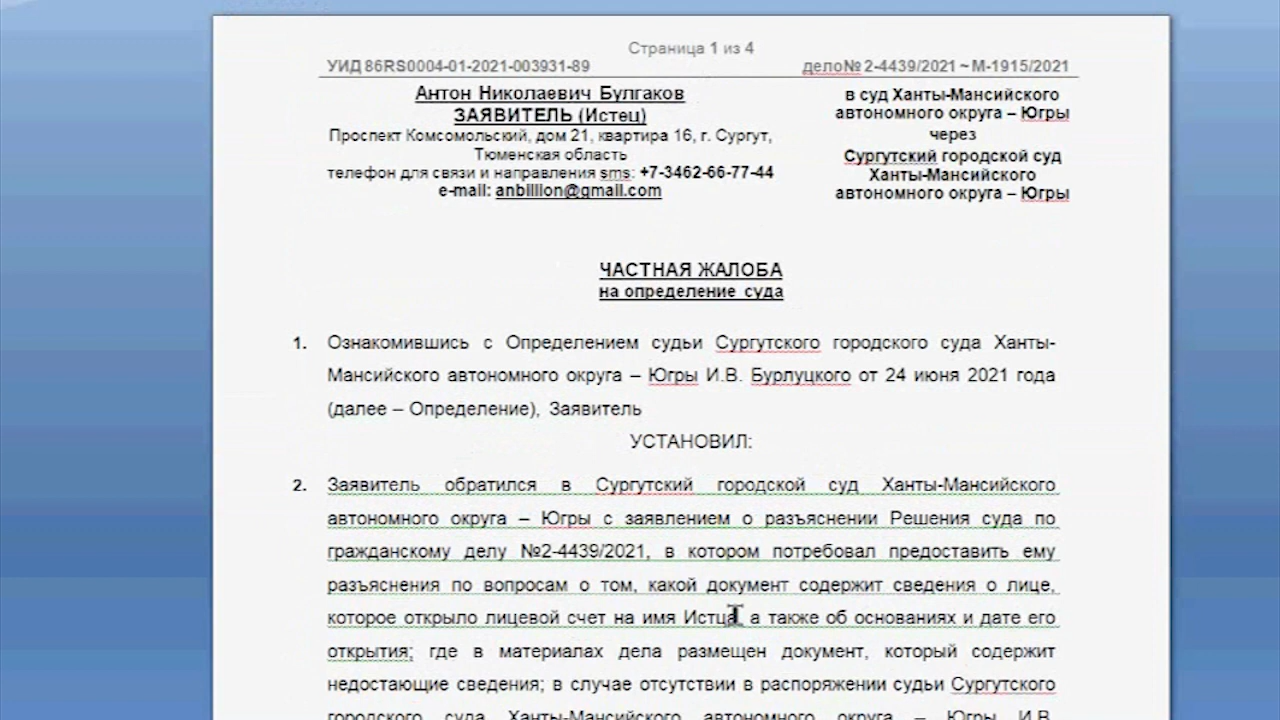 Страница 1 из 4
УИД 86RS0004-01-2021-003931-89
дело№ 2-4439/2021 ~ М-1915/2021
Антон Николаевич Булгаков
ЗАЯВИТЕЛЬ (Истец)
Проспект Комсомольский, дом 21, квартира 16, г. Сургут,
Тюменская область
телефон для связи и направления sms: +7-3462-66-77-44
e-mail: anbillion@gmail.com
в суд Ханты-Мансийского
автономного округа – Югры
через
Сургутский городской суд
Ханты-Мансийского
автономного округа – Югры
ЧАСТНАЯ ЖАЛОБА
на определение суда
1. Ознакомившись с Определением судьи Сургутского городского суда Ханты-
Мансийского автономного округа – Югры И.В. Бурлуцкого от 24 июня 2021 года
(далее – Определение), Заявитель
УСТАНОВИЛ:
2. Заявитель обратился в Сургутский городской суд Ханты-Мансийского
автономного округа – Югры с заявлением о разъяснении Решения суда по
гражданскому делу №2-4439/2021, в котором потребовал предоставить ему
разъяснения по вопросам о том, какой документ содержит сведения о лице,
которое открыло лицевой счет на имя Истца, а также об основаниях и дате его
открытия; где в материалах дела размещен документ, который содержит
недостающие сведения; в случае отсутствии в распоряжении судьи Сургутского
городского суда Ханты-Мансийского автономного округа – Югры И.В.